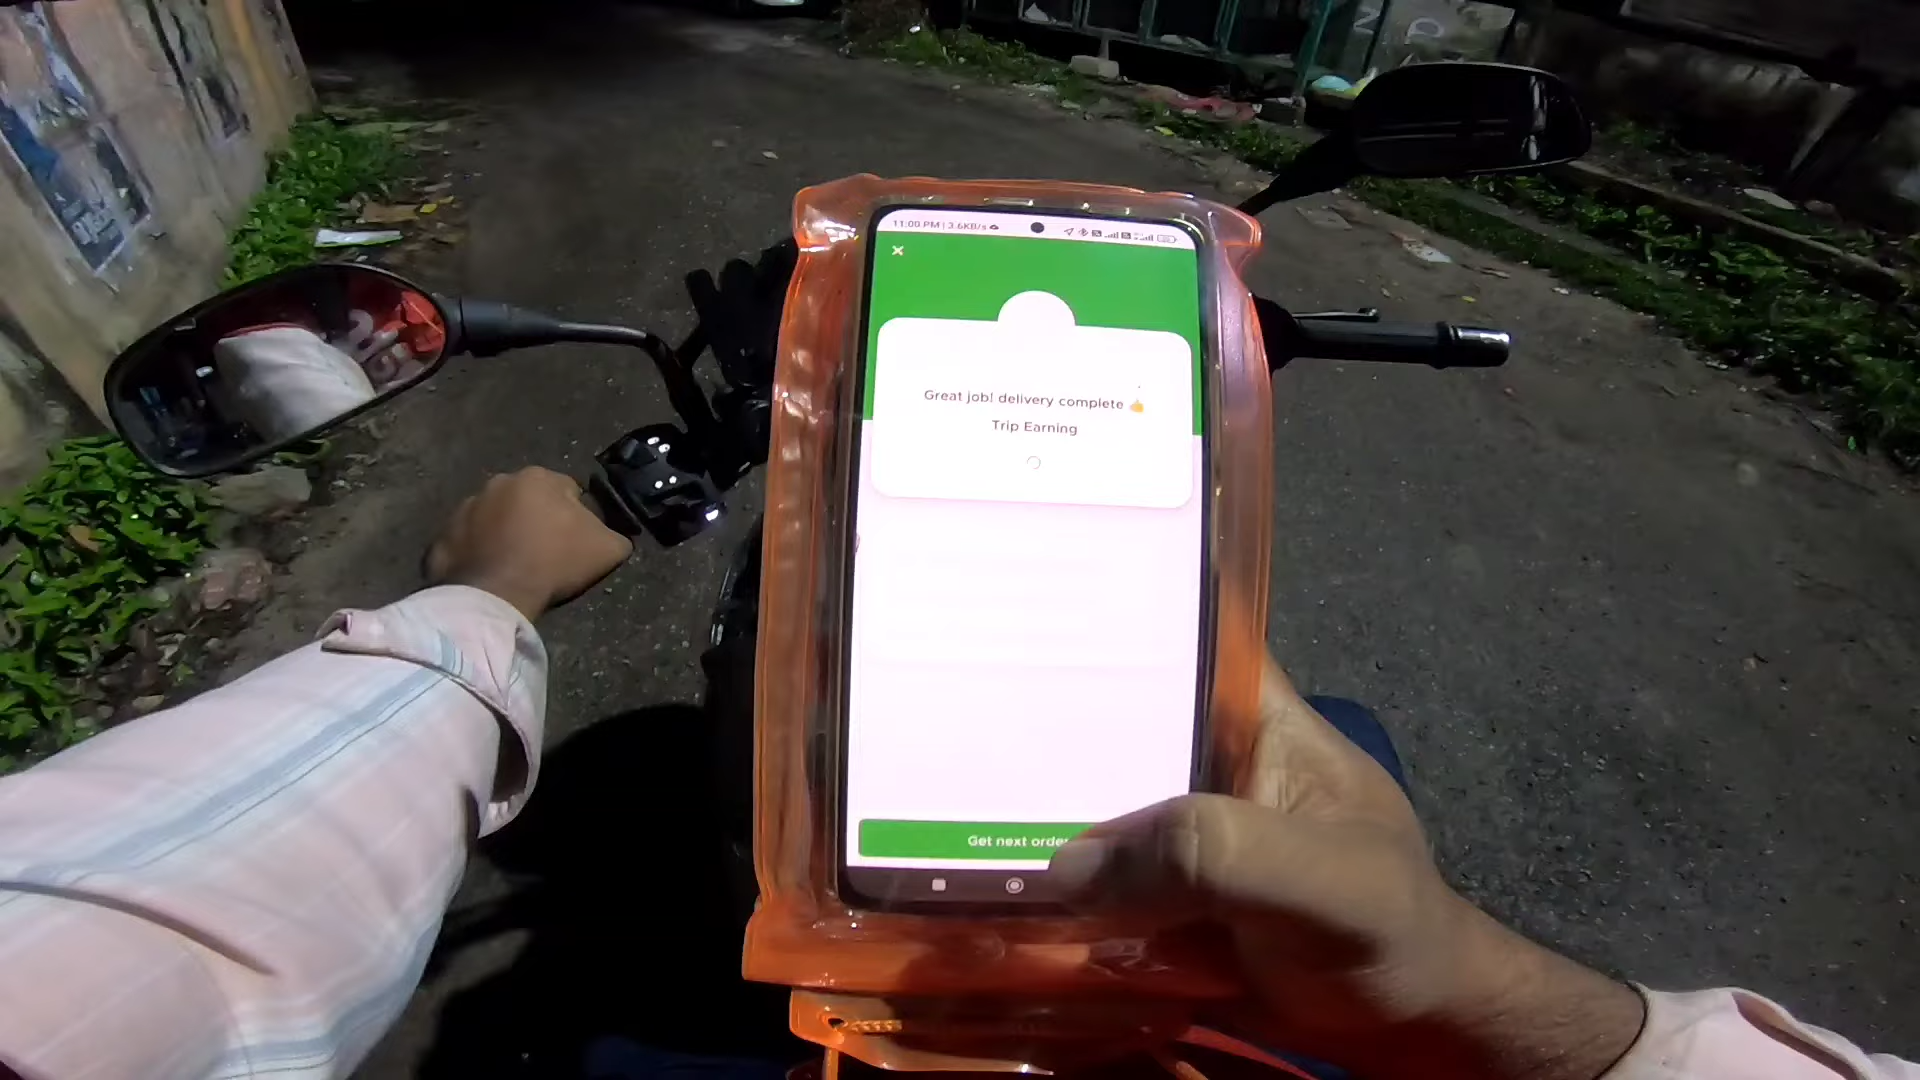 11:00 PM | 3.6KB/s
Great job! delivery complete 👍
Trip Earning
Get next order